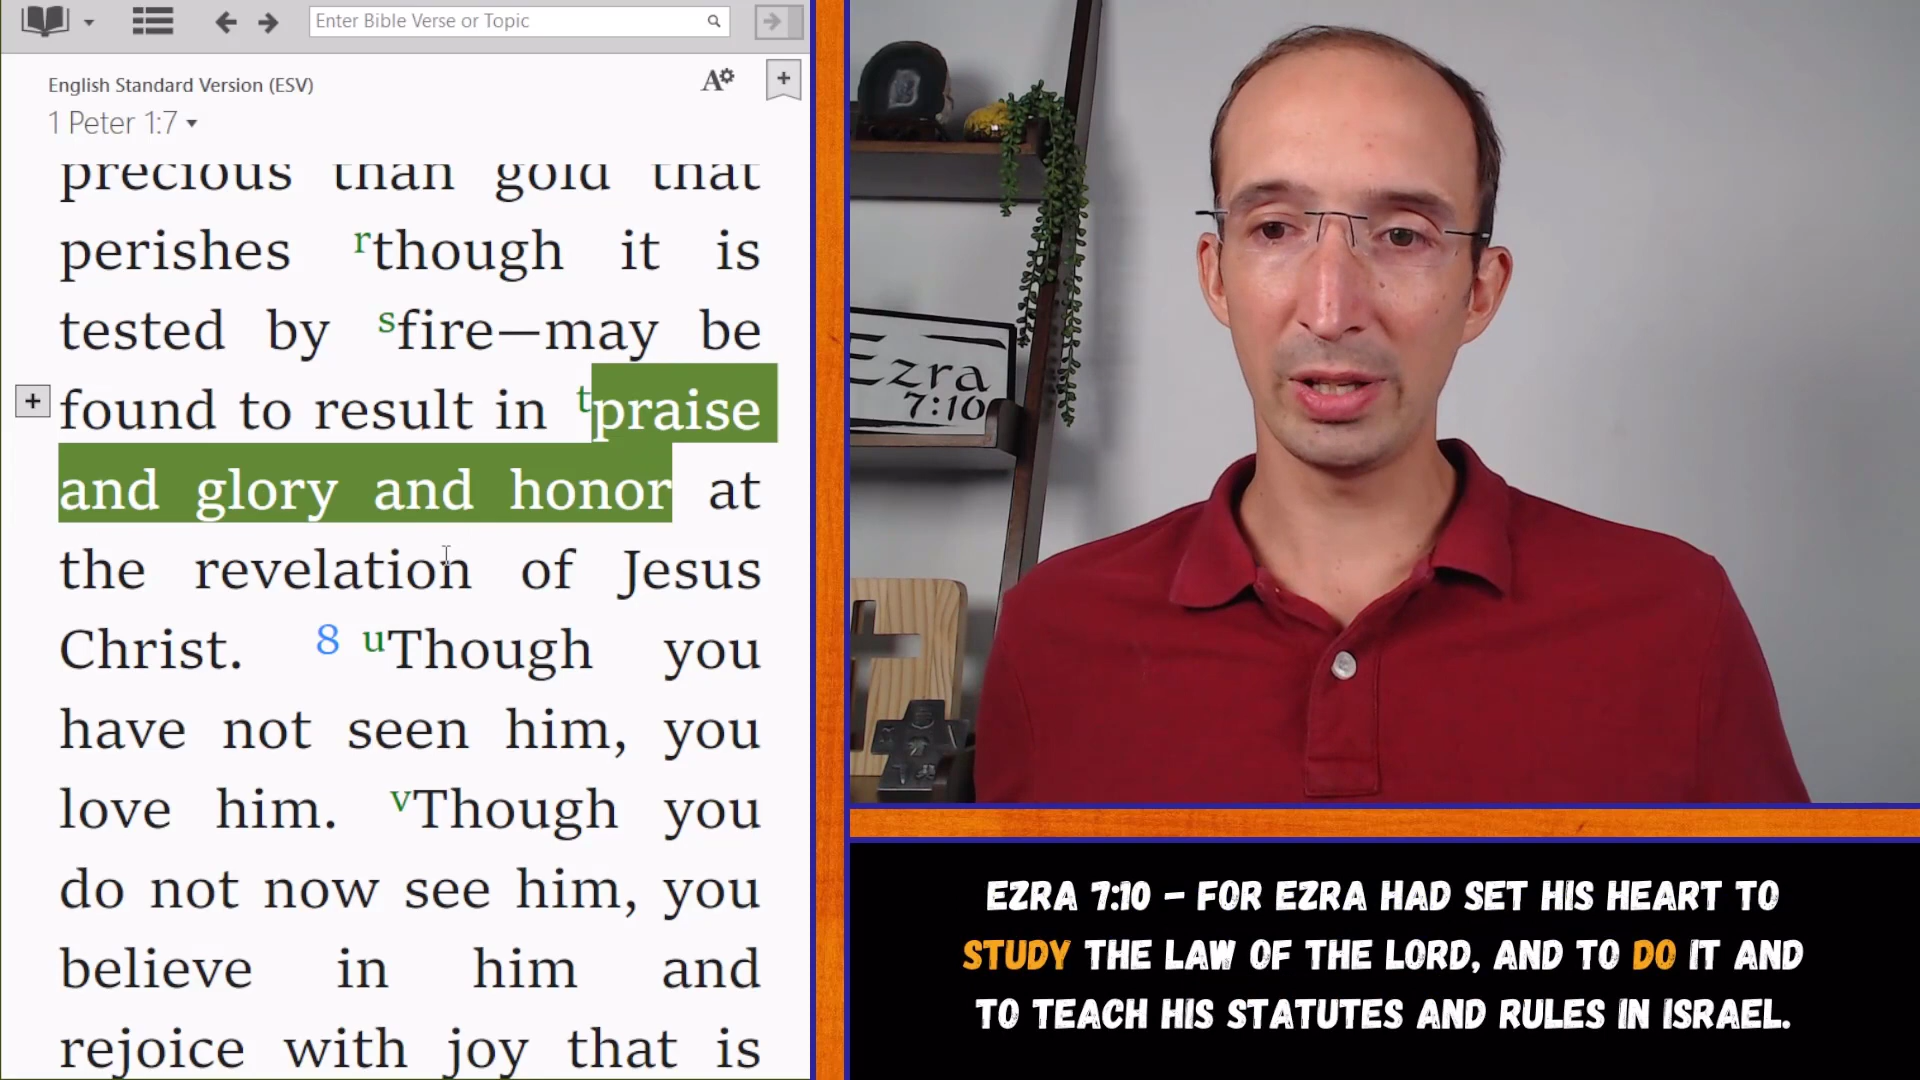 Enter Bible Verse or Topic
English Standard Version (ESV)
A
1 Peter 1:7
precious than gold that
perishes rthough it is
tested by sfire—may be
found to result in tpraise
and glory and honor at
the revelation of Jesus
Christ. 8 uThough you
have not seen him, you
love him. vThough you
do not now see him, you
believe in him and
rejoice with joy that is
Ezra
7:10
EZRA 7:10 – FOR EZRA HAD SET HIS HEART TO
STUDY THE LAW OF THE LORD, AND TO DO IT AND
TO TEACH HIS STATUTES AND RULES IN ISRAEL.